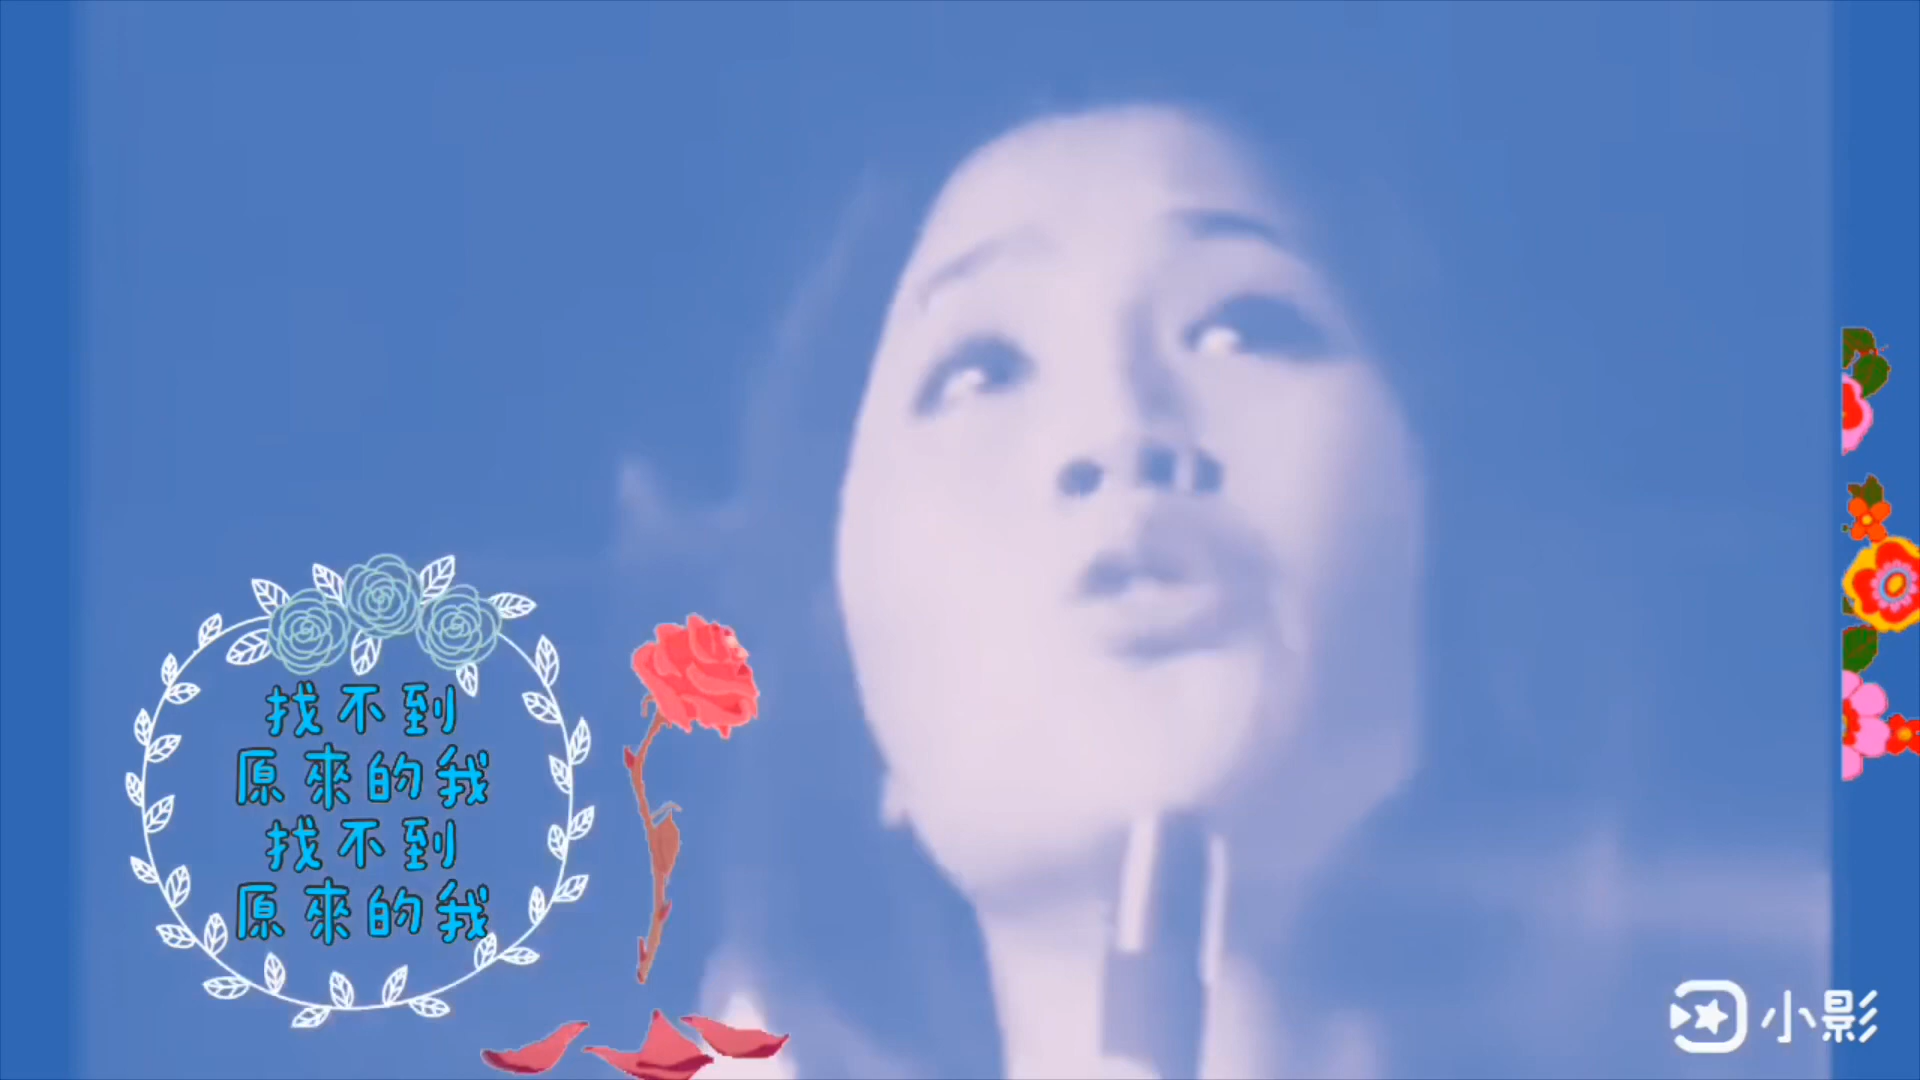 找不到
原來的我
找不到
原來的我
小影